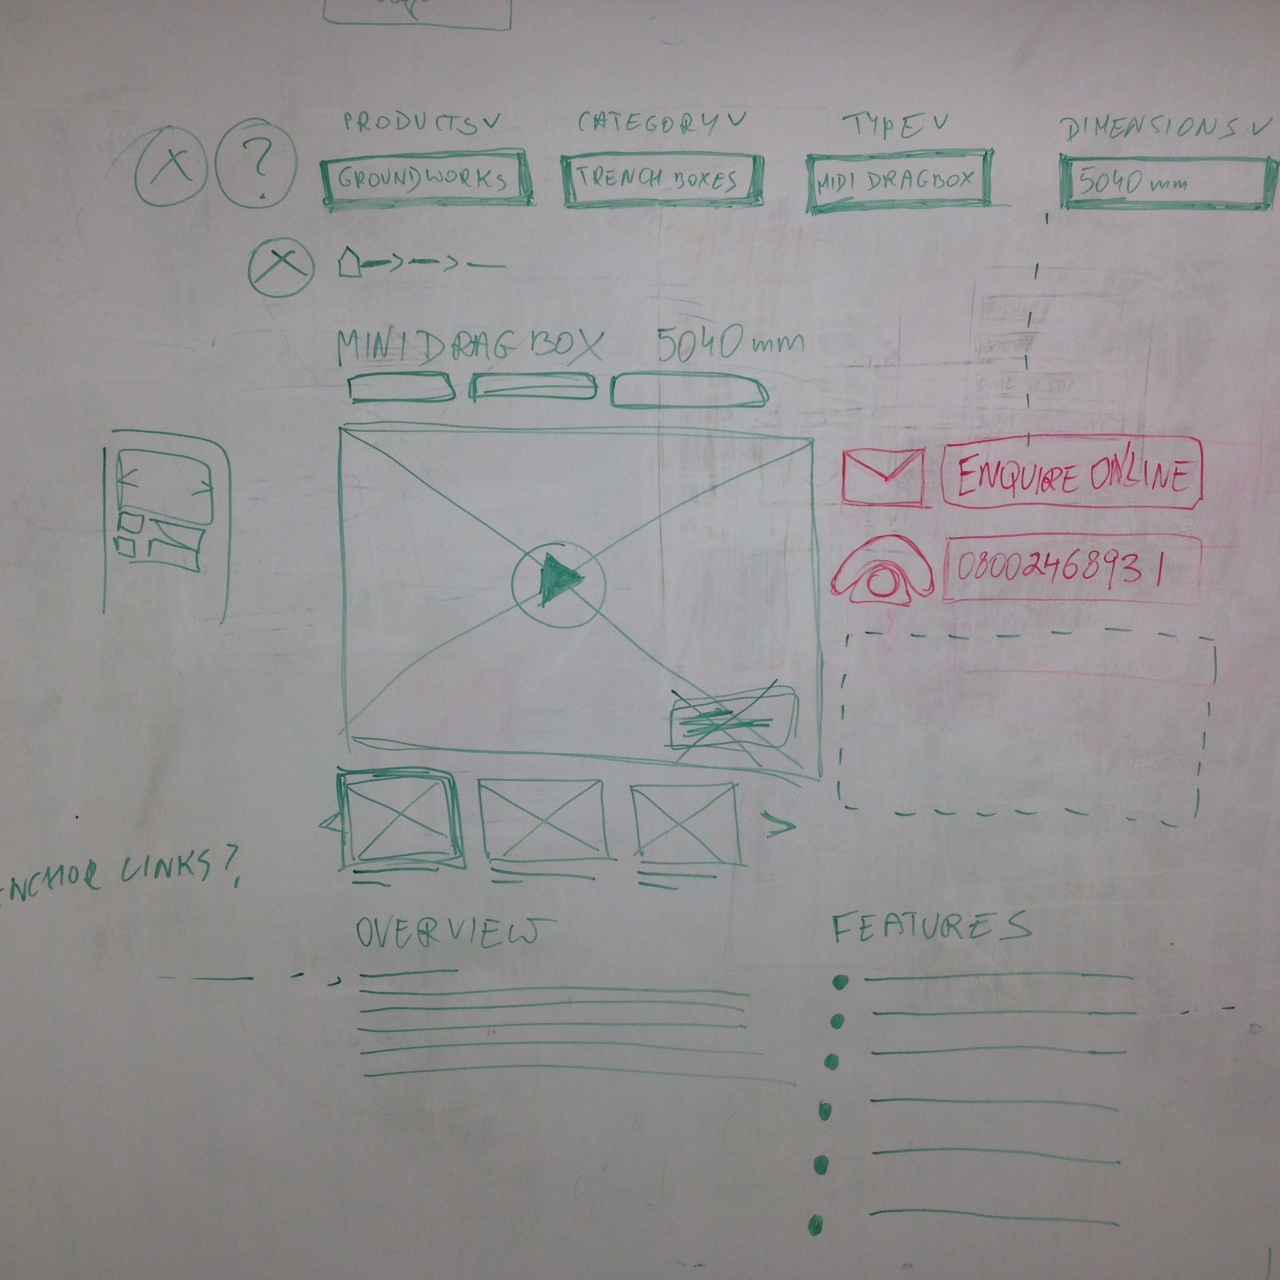 PRODUCTS CATEGORY TYPE DIMENSIONS
X ? GROUNDWORKS TRENCH BOXES MIDI DRAGBOX 5040 mm
X
MINI DRAG BOX 5040 mm
ENQUIRE ONLINE
08002468931
ANCHOR LINKS?
OVERVIEW FEATURES